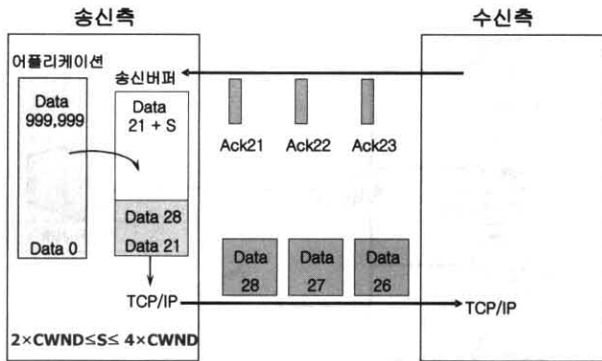 송신측
수신측
어플리케이션
송신버퍼
Data
999,999
Data 0
Data
21 + S
Data 28
Data 21
TCP/IP
Ack21
Ack22
Ack23
Data
28
Data
27
Data
26
TCP/IP
2×CWND≤S≤ 4×CWND